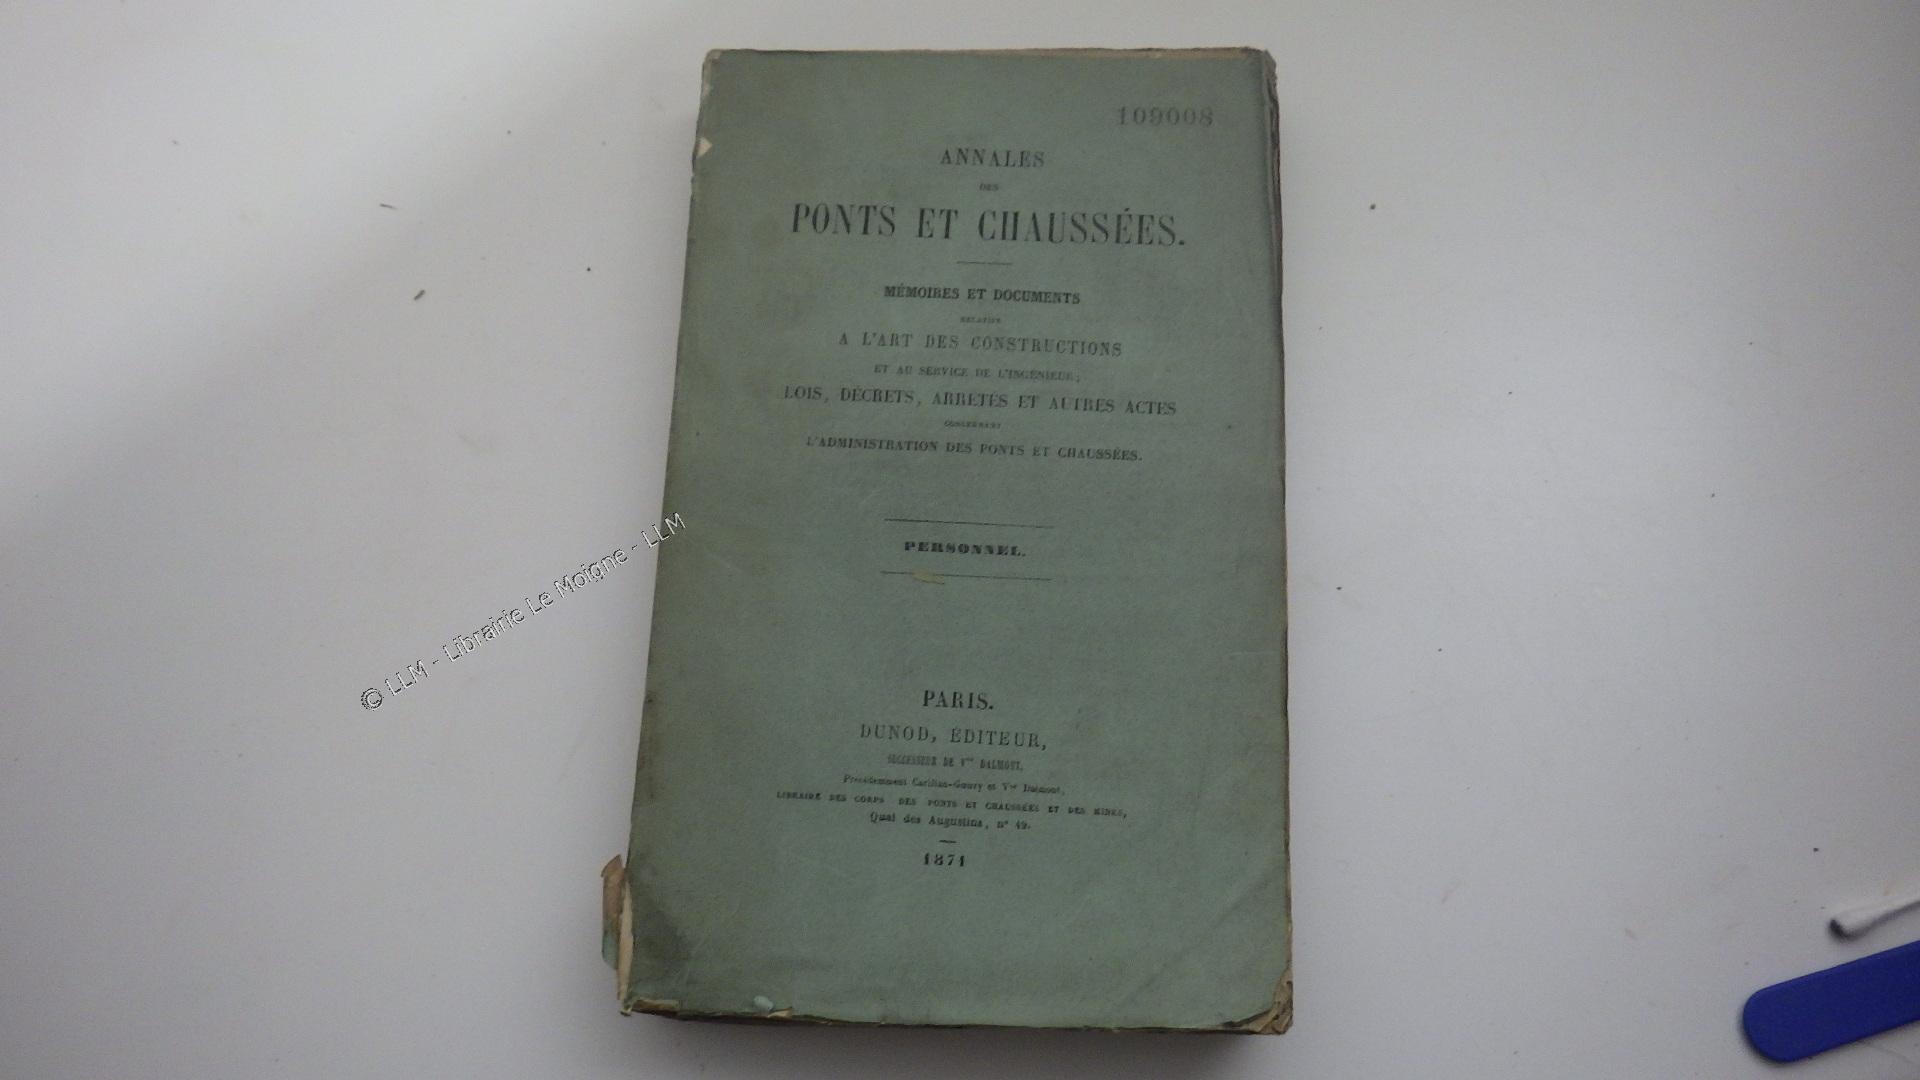 109008
ANNALES
DES
PONTS ET CHAUSSÉES.
MÉMOIRES ET DOCUMENTS
RELATIFS
A L'ART DES CONSTRUCTIONS
ET AU SERVICE DE L'INGÉNIEUR;
LOIS, DÉCRETS, ARRÊTÉS ET AUTRES ACTES
CONCERNANT
L'ADMINISTRATION DES PONTS ET CHAUSSÉES.
PERSONNEL.
PARIS.
DUNOD, ÉDITEUR,
SUCCESSEUR DE Vve DALMONT,
Précédemment Carilian-Gœury et Vor Dalmont,
LIBRAIRE DES CORPS DES PONTS ET CHAUSSÉES ET DES MINES,
Quai des Augustins, n° 49.
1871
© LLM - Librairie Le Moigne - LLM